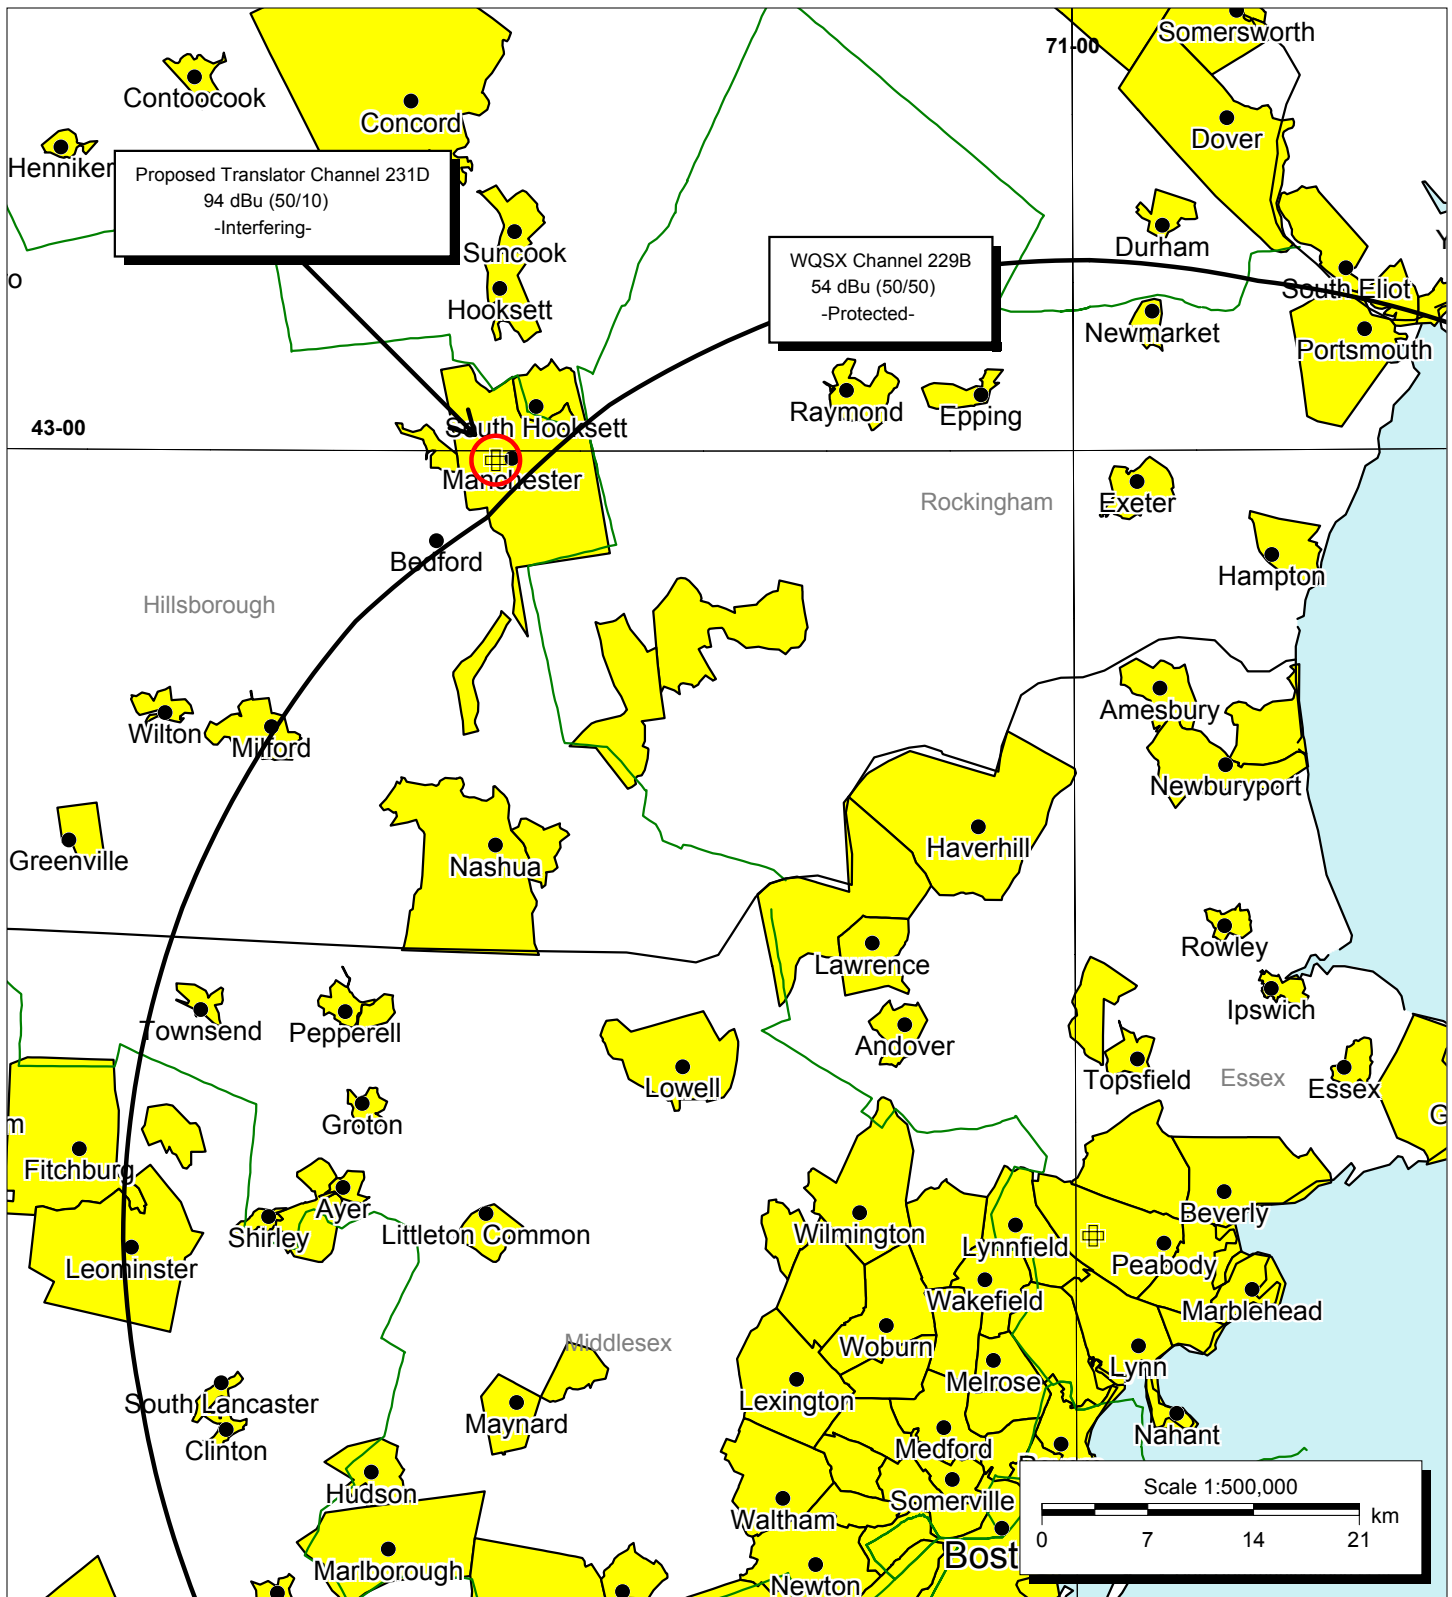 Somersworth
71-00
Contoocook
Concord
Dover
Henniker
Proposed Translator Channel 231D
94 dBu (50/10)
-Interfering-
Suncook
Durham
WQSX Channel 229B
54 dBu (50/50)
-Protected-
Y
o
Hooksett
South Eliot
Newmarket
Portsmouth
Raymond
Epping
43-00
South Hooksett
Manchester
Rockingham
Exeter
Bedford
Hampton
Hillsborough
Amesbury
Wilton
Milford
Newburyport
Greenville
Nashua
Haverhill
Rowley
Lawrence
Ipswich
Townsend
Pepperell
Andover
Lowell
Topsfield
Essex
Essex
m
Groton
G
Fitchburg
Ayer
Shirley
Littleton Common
Wilmington
Lynnfield
Beverly
Leominster
Peabody
Wakefield
Marblehead
Middlesex
Woburn
Lynn
Melrose
South Lancaster
Lexington
Clinton
Maynard
Medford
Nahant
Hudson
Somerville
Scale 1:500,000
km
0 7 14 21
Waltham
Bost
Marlborough
Newton